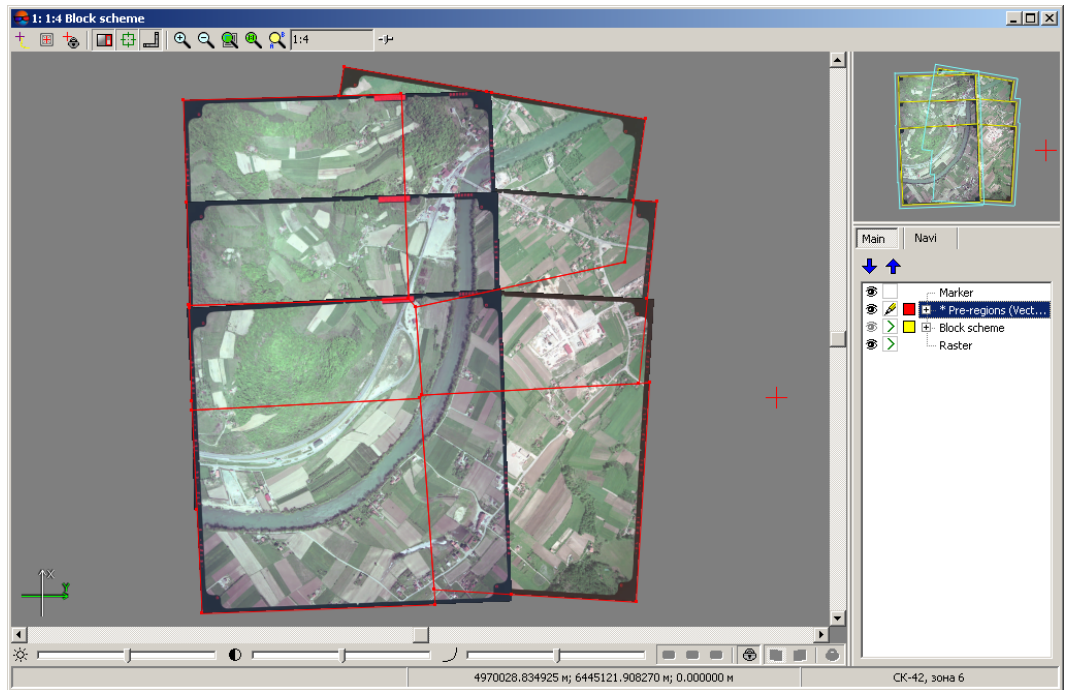 1: 1:4 Block scheme
1:4
Main Navi
Marker
* Pre-regions (Vect...
Block scheme
Raster
X
Y
4970028.834925 м; 6445121.908270 м; 0.000000 м
СК-42, зона 6